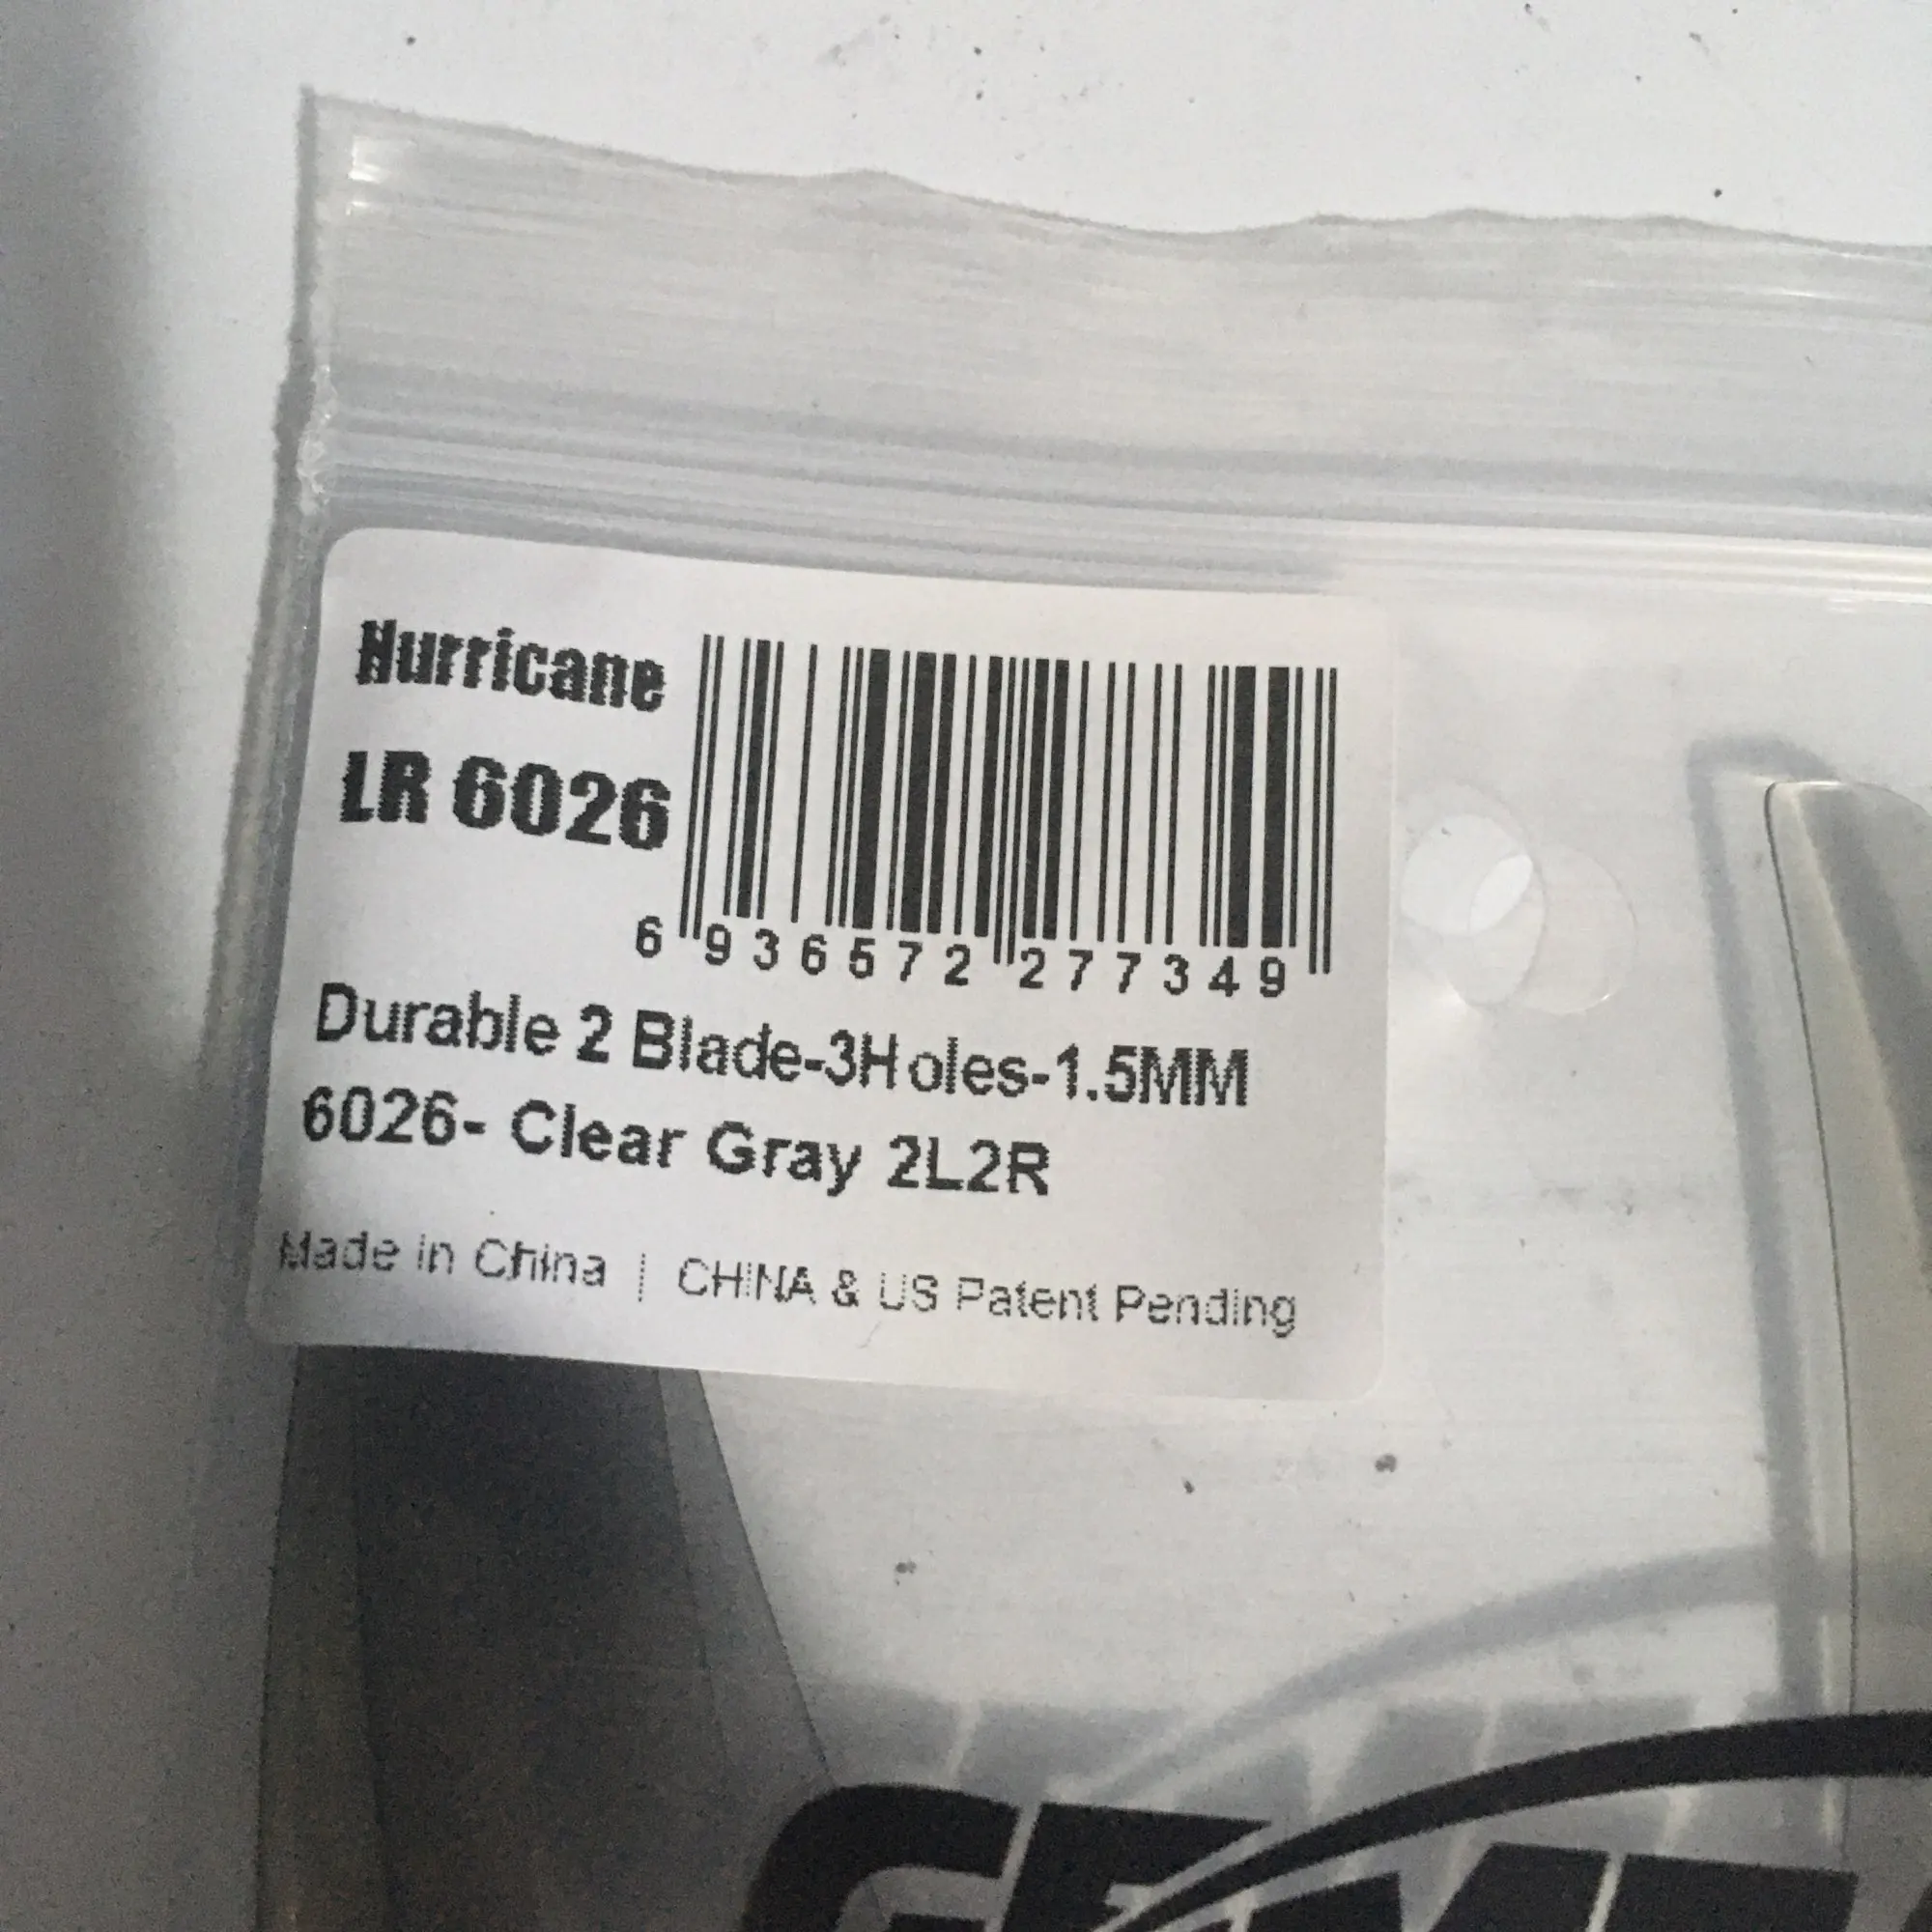 Hurricane
LR 6026
6 936572 277349
Durable 2 Blade-3Holes-1.5MM
6026- Clear Gray 2L2R
Made in China | CHINA & US Patent Pending